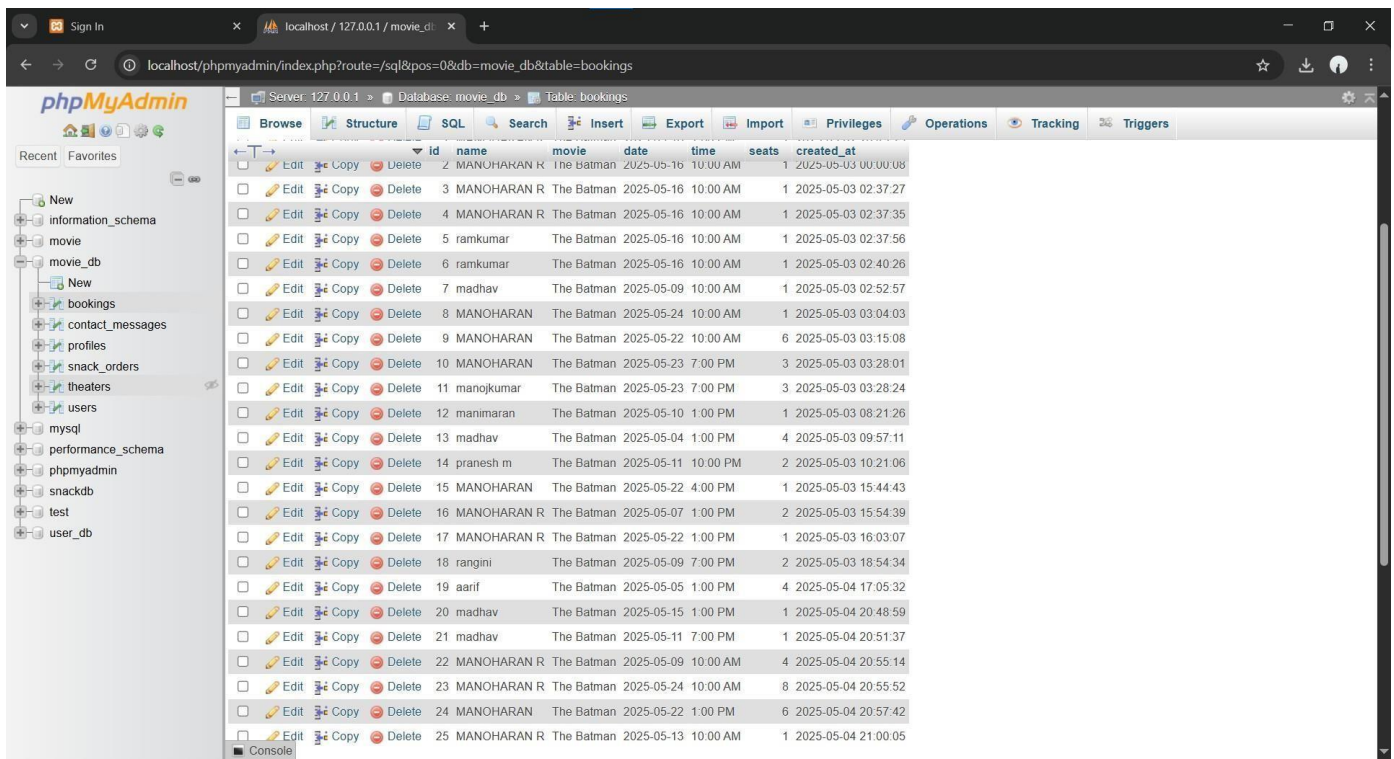 Sign In
localhost / 127.0.0.1 / movie_d
localhost/phpmyadmin/index.php?route=/sql&pos=0&db=movie_db&table=bookings
phpMyAdmin
Recent Favorites
New
information_schema
movie
movie_db
New
bookings
contact_messages
profiles
snack_orders
theaters
users
mysql
performance_schema
phpmyadmin
snackdb
test
user_db
Server: 127.0.0.1 » Database: movie_db » Table: bookings
Browse Structure SQL Search Insert Export Import Privileges Operations Tracking Triggers
id name movie date time seats created_at
Edit Copy Delete 2 MANOHARAN R The Batman 2025-05-16 10:00 AM 1 2025-05-03 00:00:08
Edit Copy Delete 3 MANOHARAN R The Batman 2025-05-16 10:00 AM 1 2025-05-03 02:37:27
Edit Copy Delete 4 MANOHARAN R The Batman 2025-05-16 10:00 AM 1 2025-05-03 02:37:35
Edit Copy Delete 5 ramkumar The Batman 2025-05-16 10:00 AM 1 2025-05-03 02:37:56
Edit Copy Delete 6 ramkumar The Batman 2025-05-16 10:00 AM 1 2025-05-03 02:40:26
Edit Copy Delete 7 madhav The Batman 2025-05-09 10:00 AM 1 2025-05-03 02:52:57
Edit Copy Delete 8 MANOHARAN The Batman 2025-05-24 10:00 AM 1 2025-05-03 03:04:03
Edit Copy Delete 9 MANOHARAN The Batman 2025-05-22 10:00 AM 6 2025-05-03 03:15:08
Edit Copy Delete 10 MANOHARAN The Batman 2025-05-23 7:00 PM 3 2025-05-03 03:28:01
Edit Copy Delete 11 manojkumar The Batman 2025-05-23 7:00 PM 3 2025-05-03 03:28:24
Edit Copy Delete 12 manimaran The Batman 2025-05-10 1:00 PM 1 2025-05-03 08:21:26
Edit Copy Delete 13 madhav The Batman 2025-05-04 1:00 PM 4 2025-05-03 09:57:11
Edit Copy Delete 14 pranesh m The Batman 2025-05-11 10:00 PM 2 2025-05-03 10:21:06
Edit Copy Delete 15 MANOHARAN The Batman 2025-05-22 4:00 PM 1 2025-05-03 15:44:43
Edit Copy Delete 16 MANOHARAN R The Batman 2025-05-07 1:00 PM 2 2025-05-03 15:54:39
Edit Copy Delete 17 MANOHARAN R The Batman 2025-05-22 1:00 PM 1 2025-05-03 16:03:07
Edit Copy Delete 18 rangini The Batman 2025-05-09 7:00 PM 2 2025-05-03 18:54:34
Edit Copy Delete 19 aarif The Batman 2025-05-05 1:00 PM 4 2025-05-04 17:05:32
Edit Copy Delete 20 madhav The Batman 2025-05-15 1:00 PM 1 2025-05-04 20:48:59
Edit Copy Delete 21 madhav The Batman 2025-05-11 7:00 PM 1 2025-05-04 20:51:37
Edit Copy Delete 22 MANOHARAN R The Batman 2025-05-09 10:00 AM 4 2025-05-04 20:55:14
Edit Copy Delete 23 MANOHARAN R The Batman 2025-05-24 10:00 AM 8 2025-05-04 20:55:52
Edit Copy Delete 24 MANOHARAN The Batman 2025-05-22 1:00 PM 6 2025-05-04 20:57:42
Edit Copy Delete 25 MANOHARAN R The Batman 2025-05-13 10:00 AM 1 2025-05-04 21:00:05
Console